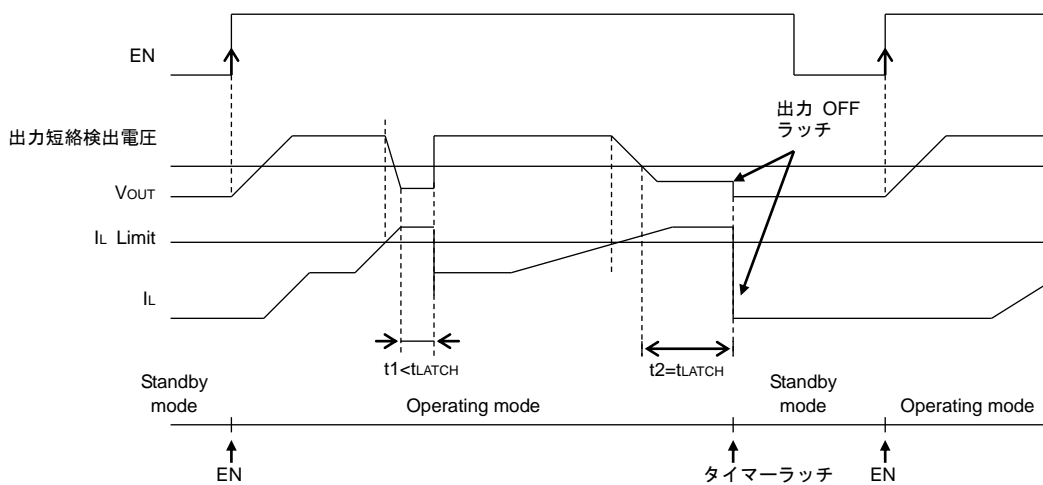 EN
出力 OFF
ラッチ
出力短絡検出電圧
VOUT
IL Limit
IL
t1<tLATCH
t2=tLATCH
Standby
mode
Operating mode
Standby
mode
Operating mode
EN
タイマーラッチ
EN